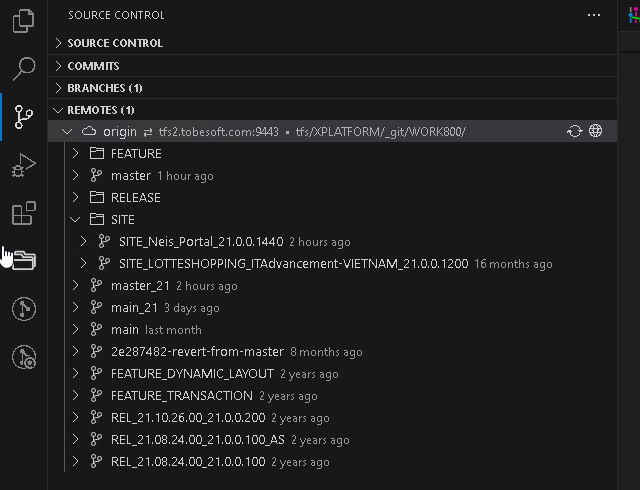 SOURCE CONTROL
SOURCE CONTROL
COMMITS
BRANCHES (1)
REMOTES (1)
origin ⇄ tfs2.tobesoft.com:9443 • tfs/XPLATFORM/_git/WORK800/
FEATURE
master 1 hour ago
RELEASE
SITE
SITE_Neis_Portal_21.0.0.1440 2 hours ago
SITE_LOTTESHOPPING_ITAdvancement-VIETNAM_21.0.0.1200 16 months ago
master_21 2 hours ago
main_21 3 days ago
main last month
2e287482-revert-from-master 8 months ago
FEATURE_DYNAMIC_LAYOUT 2 years ago
FEATURE_TRANSACTION 2 years ago
REL_21.10.26.00_21.0.0.200 2 years ago
REL_21.08.24.00_21.0.0.100_AS 2 years ago
REL_21.08.24.00_21.0.0.100 2 years ago